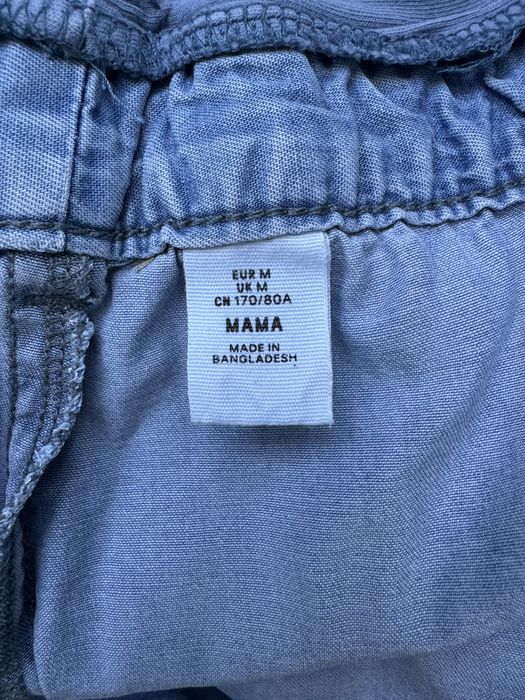 EUR M
UK M
CN 170/80A
MAMA
MADE IN
BANGLADESH